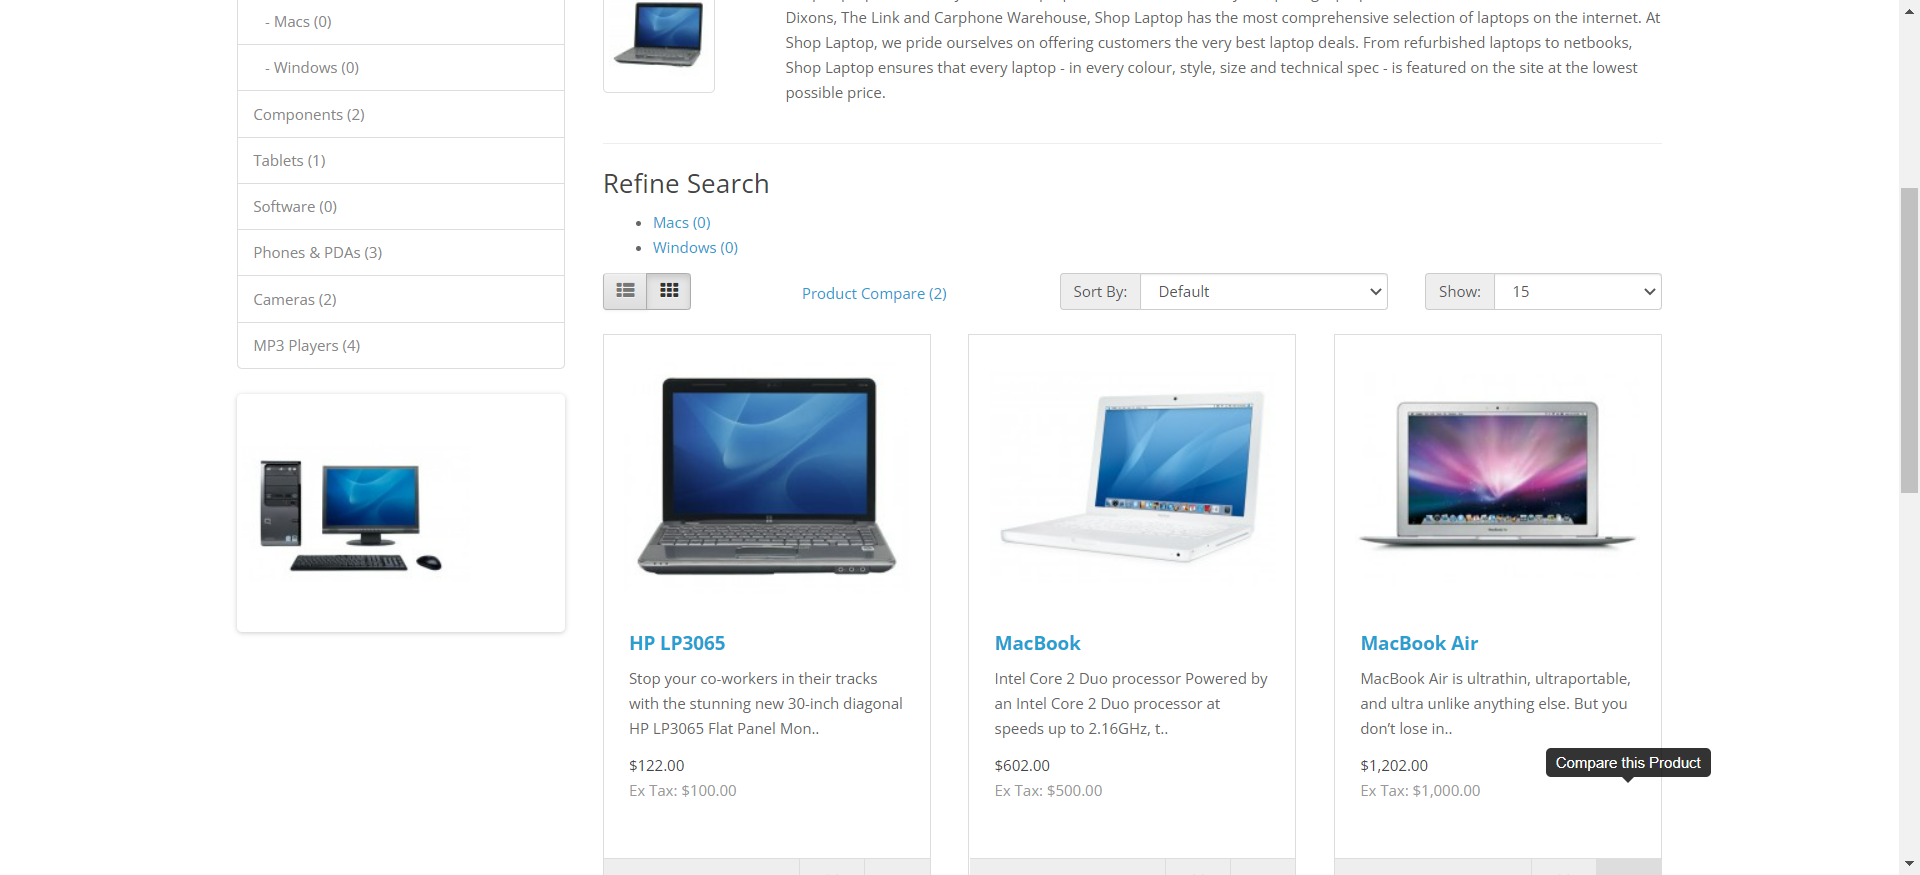 - Macs (0)
- Windows (0)
Components (2)
Tablets (1)
Software (0)
Phones & PDAs (3)
Cameras (2)
MP3 Players (4)
Dixons, The Link and Carphone Warehouse, Shop Laptop has the most comprehensive selection of laptops on the internet. At
Shop Laptop, we pride ourselves on offering customers the very best laptop deals. From refurbished laptops to netbooks,
Shop Laptop ensures that every laptop - in every colour, style, size and technical spec - is featured on the site at the lowest
possible price.
Refine Search
Macs (0)
Windows (0)
Product Compare (2)
Sort By: Default
Show: 15
HP LP3065
Stop your co-workers in their tracks
with the stunning new 30-inch diagonal
HP LP3065 Flat Panel Mon..
$122.00
Ex Tax: $100.00
MacBook
Intel Core 2 Duo processor Powered by
an Intel Core 2 Duo processor at
speeds up to 2.16GHz, t..
$602.00
Ex Tax: $500.00
MacBook Air
MacBook Air is ultrathin, ultraportable,
and ultra unlike anything else. But you
don’t lose in..
$1,202.00
Ex Tax: $1,000.00
Compare this Product